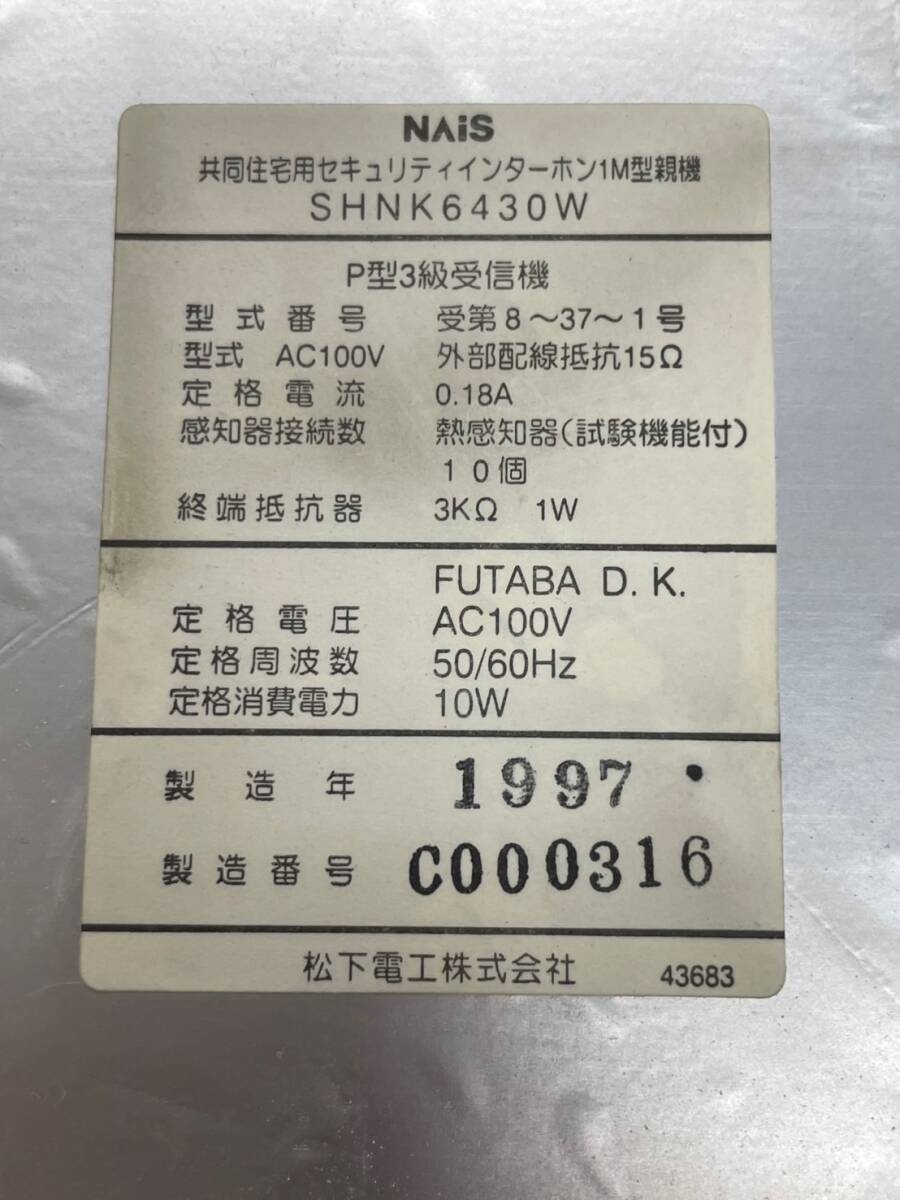 NAiS
共同住宅用セキュリティインターホン1M型親機
SHNK6430W
P型3級受信機
型式番号 受第8～37～1号
型式 AC100V 外部配線抵抗15Ω
定格電流 0.18A
感知器接続数 熱感知器(試験機能付)
10個
終端抵抗器 3KΩ 1W
FUTABA D.K.
定格電圧 AC100V
定格周波数 50/60Hz
定格消費電力 10W
製造年 1997
製造番号 C000316
松下電工株式会社 43683